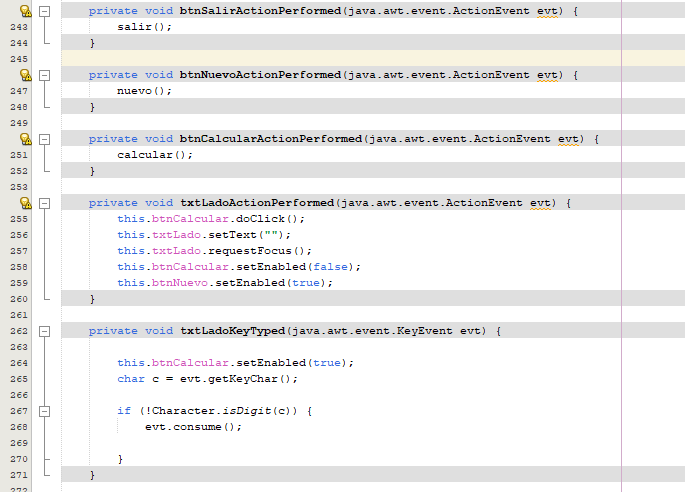 private void btnSalirActionPerformed(java.awt.event.ActionEvent evt) {
243 salir();
244 }
245
private void btnNuevoActionPerformed(java.awt.event.ActionEvent evt) {
247 nuevo();
248 }
249
private void btnCalcularActionPerformed(java.awt.event.ActionEvent evt) {
251 calcular();
252 }
253
private void txtLadoActionPerformed(java.awt.event.ActionEvent evt) {
255 this.btnCalcular.doClick();
256 this.txtLado.setText("");
257 this.txtLado.requestFocus();
258 this.btnCalcular.setEnabled(false);
259 this.btnNuevo.setEnabled(true);
260 }
261
262 private void txtLadoKeyTyped(java.awt.event.KeyEvent evt) {
263
264 this.btnCalcular.setEnabled(true);
265 char c = evt.getKeyChar();
266
267 if (!Character.isDigit(c)) {
268 evt.consume();
269
270 }
271 }
272